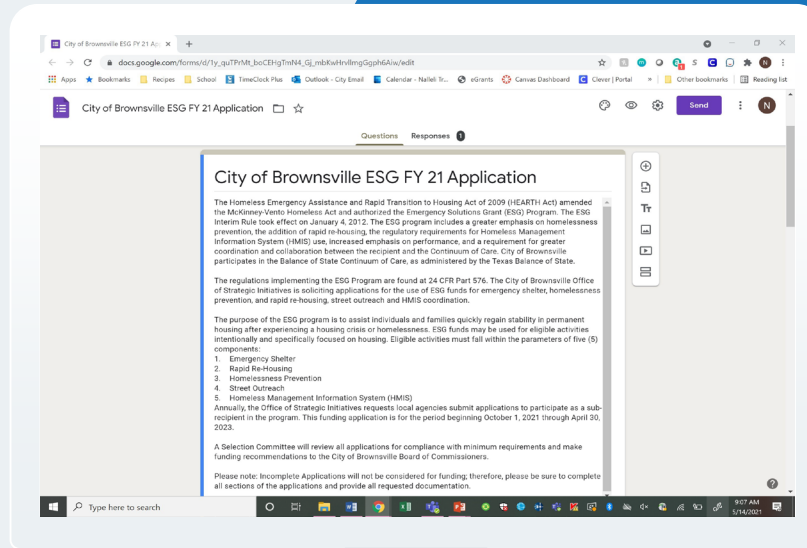 City of Brownsville ESG FY 21 Ap
docs.google.com/forms/d/1y_quTPrMt_boCEHgTmN4_Gj_mbKwHrvllmgGgph6Aiw/edit
Apps Bookmarks Recipes School TimeClock Plus Outlook - City Email Calendar - Nalleli Tr... eGrants Canvas Dashboard Clever | Portal » Other bookmarks Reading list
City of Brownsville ESG FY 21 Application Send N
Questions Responses 1
City of Brownsville ESG FY 21 Application
The Homeless Emergency Assistance and Rapid Transition to Housing Act of 2009 (HEARTH Act) amended
the McKinney-Vento Homeless Act and authorized the Emergency Solutions Grant (ESG) Program. The ESG
Interim Rule took effect on January 4, 2012. The ESG program includes a greater emphasis on homelessness
prevention, the addition of rapid re-housing, the regulatory requirements for Homeless Management
Information System (HMIS) use, increased emphasis on performance, and a requirement for greater
coordination and collaboration between the recipient and the Continuum of Care. City of Brownsville
participates in the Balance of State Continuum of Care, as administered by the Texas Balance of State.
The regulations implementing the ESG Program are found at 24 CFR Part 576. The City of Brownsville Office
of Strategic Initiatives is soliciting applications for the use of ESG funds for emergency shelter, homelessness
prevention, and rapid re-housing, street outreach and HMIS coordination.
The purpose of the ESG program is to assist individuals and families quickly regain stability in permanent
housing after experiencing a housing crisis or homelessness. ESG funds may be used for eligible activities
intentionally and specifically focused on housing. Eligible activities must fall within the parameters of five (5)
components:
1. Emergency Shelter
2. Rapid Re-Housing
3. Homelessness Prevention
4. Street Outreach
5. Homeless Management Information System (HMIS)
Annually, the Office of Strategic Initiatives requests local agencies submit applications to participate as a sub-
recipient in the program. This funding application is for the period beginning October 1, 2021 through April 30,
2023.
A Selection Committee will review all applications for compliance with minimum requirements and make
funding recommendations to the City of Brownsville Board of Commissioners.
Please note: Incomplete Applications will not be considered for funding; therefore, please be sure to complete
all sections of the applications and provide all requested documentation.
Type here to search
9:07 AM
5/14/2021